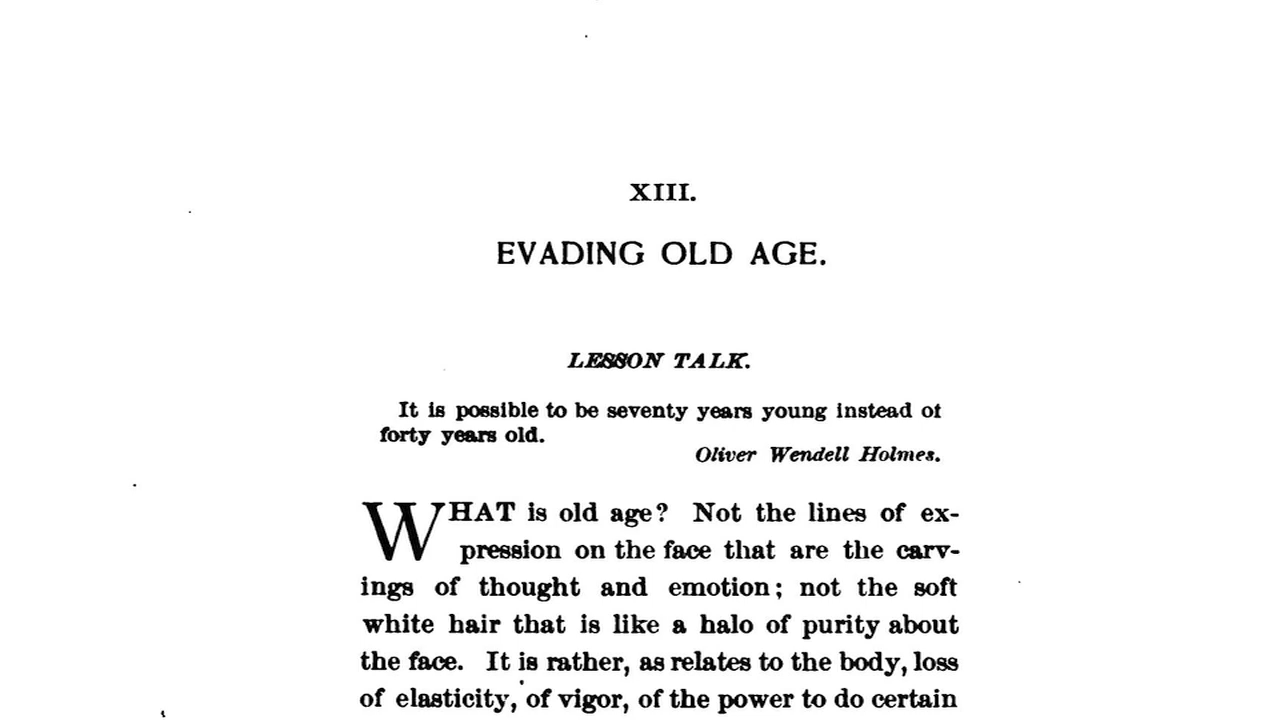 XIII.
EVADING OLD AGE.
LESSON TALK.
It is possible to be seventy years young instead of
forty years old.
Oliver Wendell Holmes.
WHAT is old age? Not the lines of ex-
pression on the face that are the carv-
ings of thought and emotion; not the soft
white hair that is like a halo of purity about
the face. It is rather, as relates to the body, loss
of elasticity, of vigor, of the power to do certain